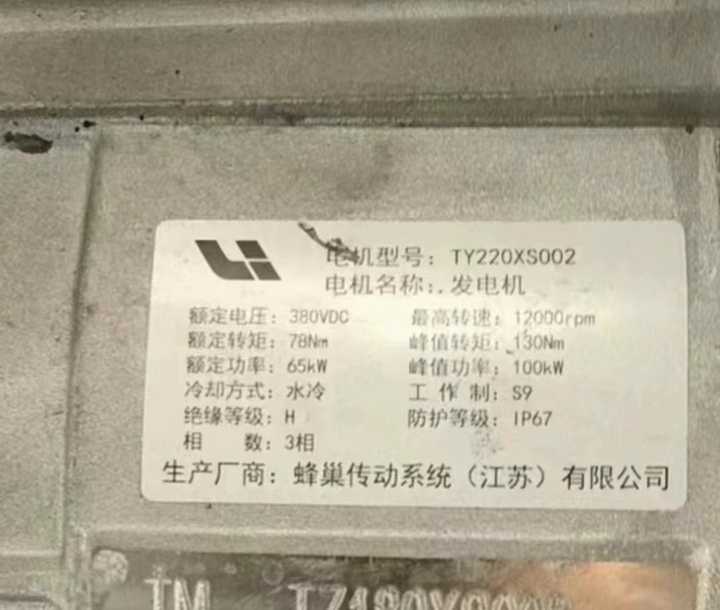 电机型号: TY220XS002
电机名称:.发电机
额定电压: 380VDC 最高转速: 12000rpm
额定转矩: 78Nm 峰值转矩: 130Nm
额定功率: 65kW 峰值功率: 100kW
冷却方式: 水冷 工 作 制: S9
绝缘等级: H 防护等级: IP67
相 数: 3相
生产厂商: 蜂巢传动系统（江苏）有限公司
TM